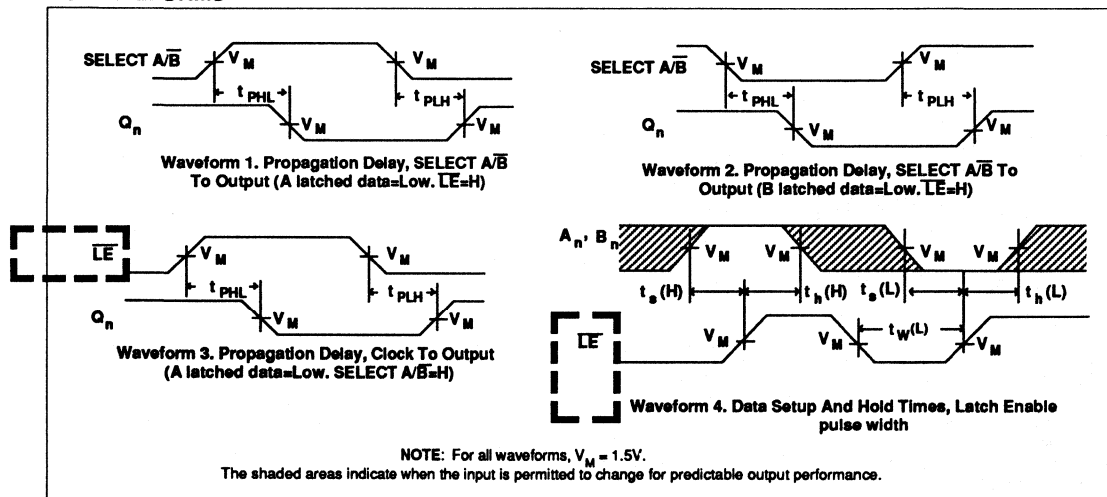 SELECT A/B̅
V_M
V_M
t_PHL
t_PLH
Q_n
V_M
V_M
Waveform 1. Propagation Delay, SELECT A/B̅
To Output (A latched data=Low. L̅E̅=H)
SELECT A/B̅
V_M
V_M
t_PHL
t_PLH
Q_n
V_M
V_M
Waveform 2. Propagation Delay, SELECT A/B̅ To
Output (B latched data=Low. L̅E̅=H)
L̅E̅
V_M
V_M
t_PHL
t_PLH
Q_n
V_M
V_M
Waveform 3. Propagation Delay, Clock To Output
(A latched data=Low. SELECT A/B̅=H)
A_n, B_n
V_M
V_M
V_M
V_M
t_s(H)
t_h(H)
t_s(L)
t_h(L)
L̅E̅
V_M
V_M
t_W(L)
V_M
Waveform 4. Data Setup And Hold Times, Latch Enable
pulse width
NOTE: For all waveforms, V_M = 1.5V.
The shaded areas indicate when the input is permitted to change for predictable output performance.